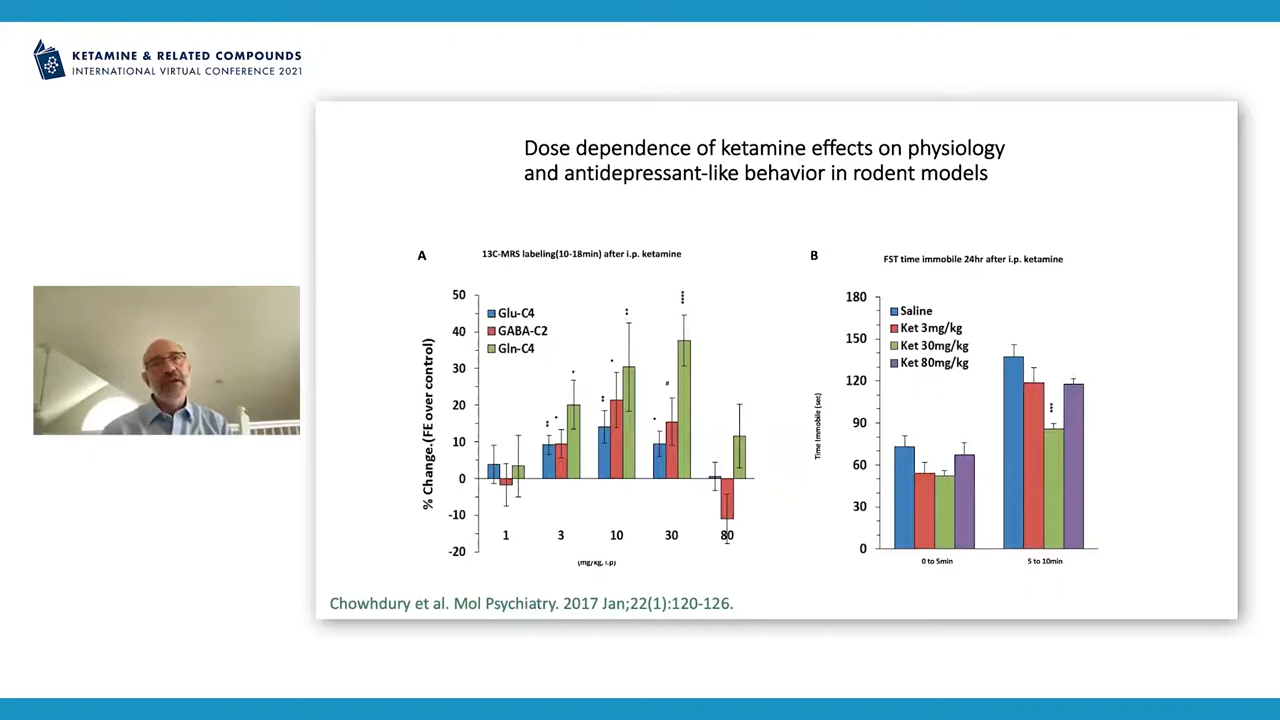 KETAMINE & RELATED COMPOUNDS
INTERNATIONAL VIRTUAL CONFERENCE 2021
Dose dependence of ketamine effects on physiology
and antidepressant-like behavior in rodent models
A
13C-MRS labeling(10-18min) after i.p. ketamine
% Change.(FE over control)
50
40
30
20
10
0
-10
-20
Glu-C4
GABA-C2
Gln-C4
1 3 10 30 80
(mg/kg, i.p)
B
FST time immobile 24hr after i.p. ketamine
Time Immobile (sec)
180
150
120
90
60
30
0
Saline
Ket 3mg/kg
Ket 30mg/kg
Ket 80mg/kg
0 to 5min 5 to 10min
Chowhdury et al. Mol Psychiatry. 2017 Jan;22(1):120-126.